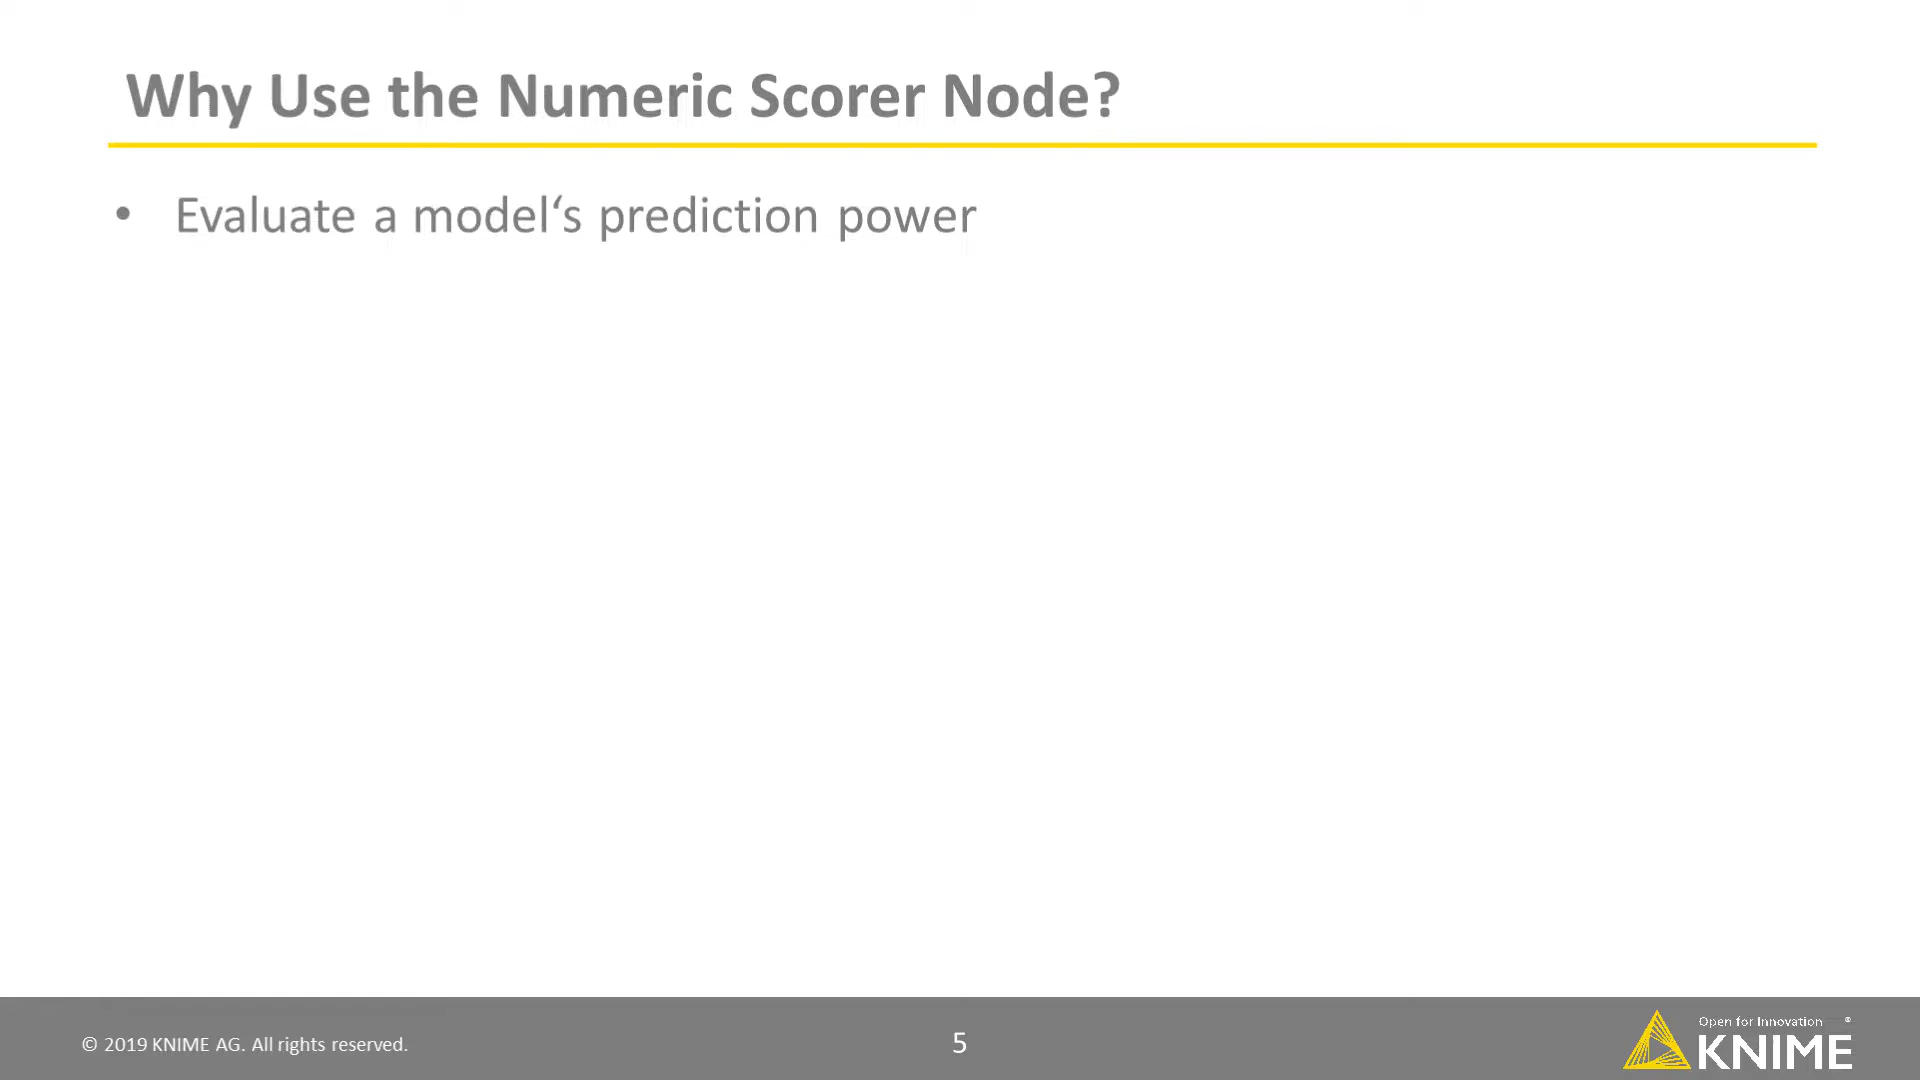 Why Use the Numeric Scorer Node?
• Evaluate a model‘s prediction power
© 2019 KNIME AG. All rights reserved.
5
Open for Innovation ®
KNIME